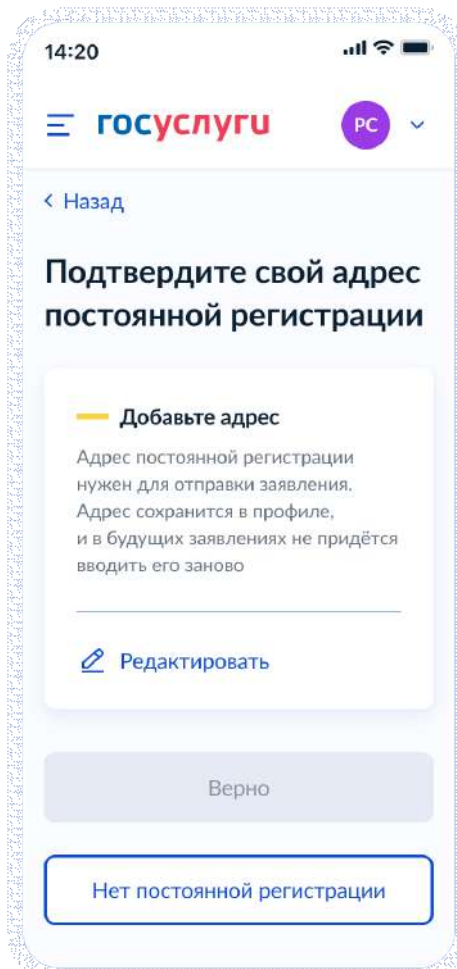 14:20
госуслуги
РС
Назад
Подтвердите свой адрес
постоянной регистрации
Добавьте адрес
Адрес постоянной регистрации
нужен для отправки заявления.
Адрес сохранится в профиле,
и в будущих заявлениях не придётся
вводить его заново
Редактировать
Верно
Нет постоянной регистрации